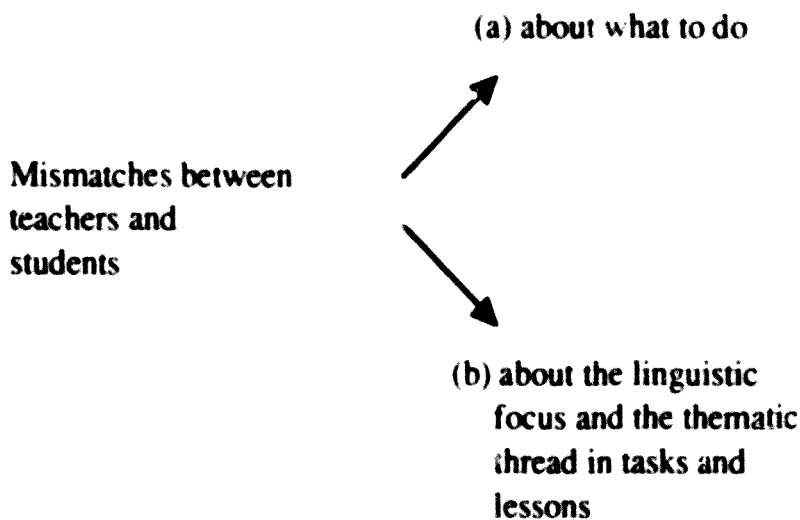 (a) about what to do
Mismatches between
teachers and
students
(b) about the linguistic
focus and the thematic
thread in tasks and
lessons